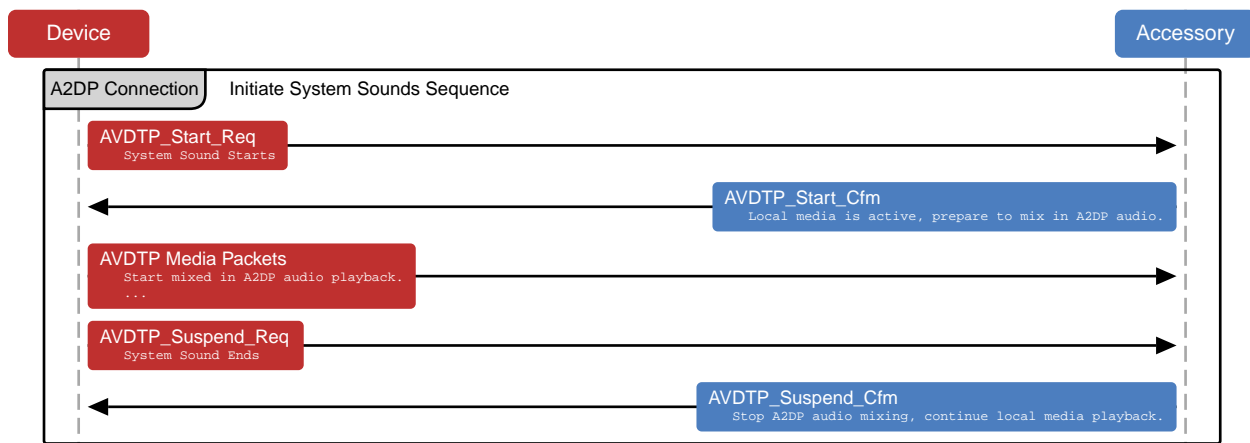 Device
Accessory
A2DP Connection
Initiate System Sounds Sequence
AVDTP_Start_Req
System Sound Starts
AVDTP_Start_Cfm
Local media is active, prepare to mix in A2DP audio.
AVDTP Media Packets
Start mixed in A2DP audio playback.
...
AVDTP_Suspend_Req
System Sound Ends
AVDTP_Suspend_Cfm
Stop A2DP audio mixing, continue local media playback.